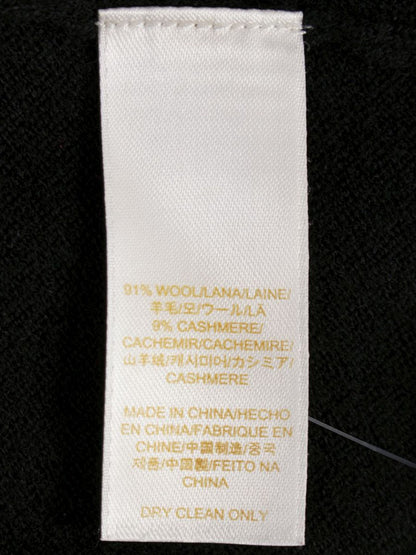 91% WOOL/LANA/LAINE/
羊毛/모/ウール/LÃ
9% CASHMERE/
CACHEMIR/CACHEMIRE/
山羊绒/캐시미어/カシミア/
CASHMERE
MADE IN CHINA/HECHO
EN CHINA/FABRIQUE EN
CHINE/中国制造/중국
제품/中国製/FEITO NA
CHINA
DRY CLEAN ONLY